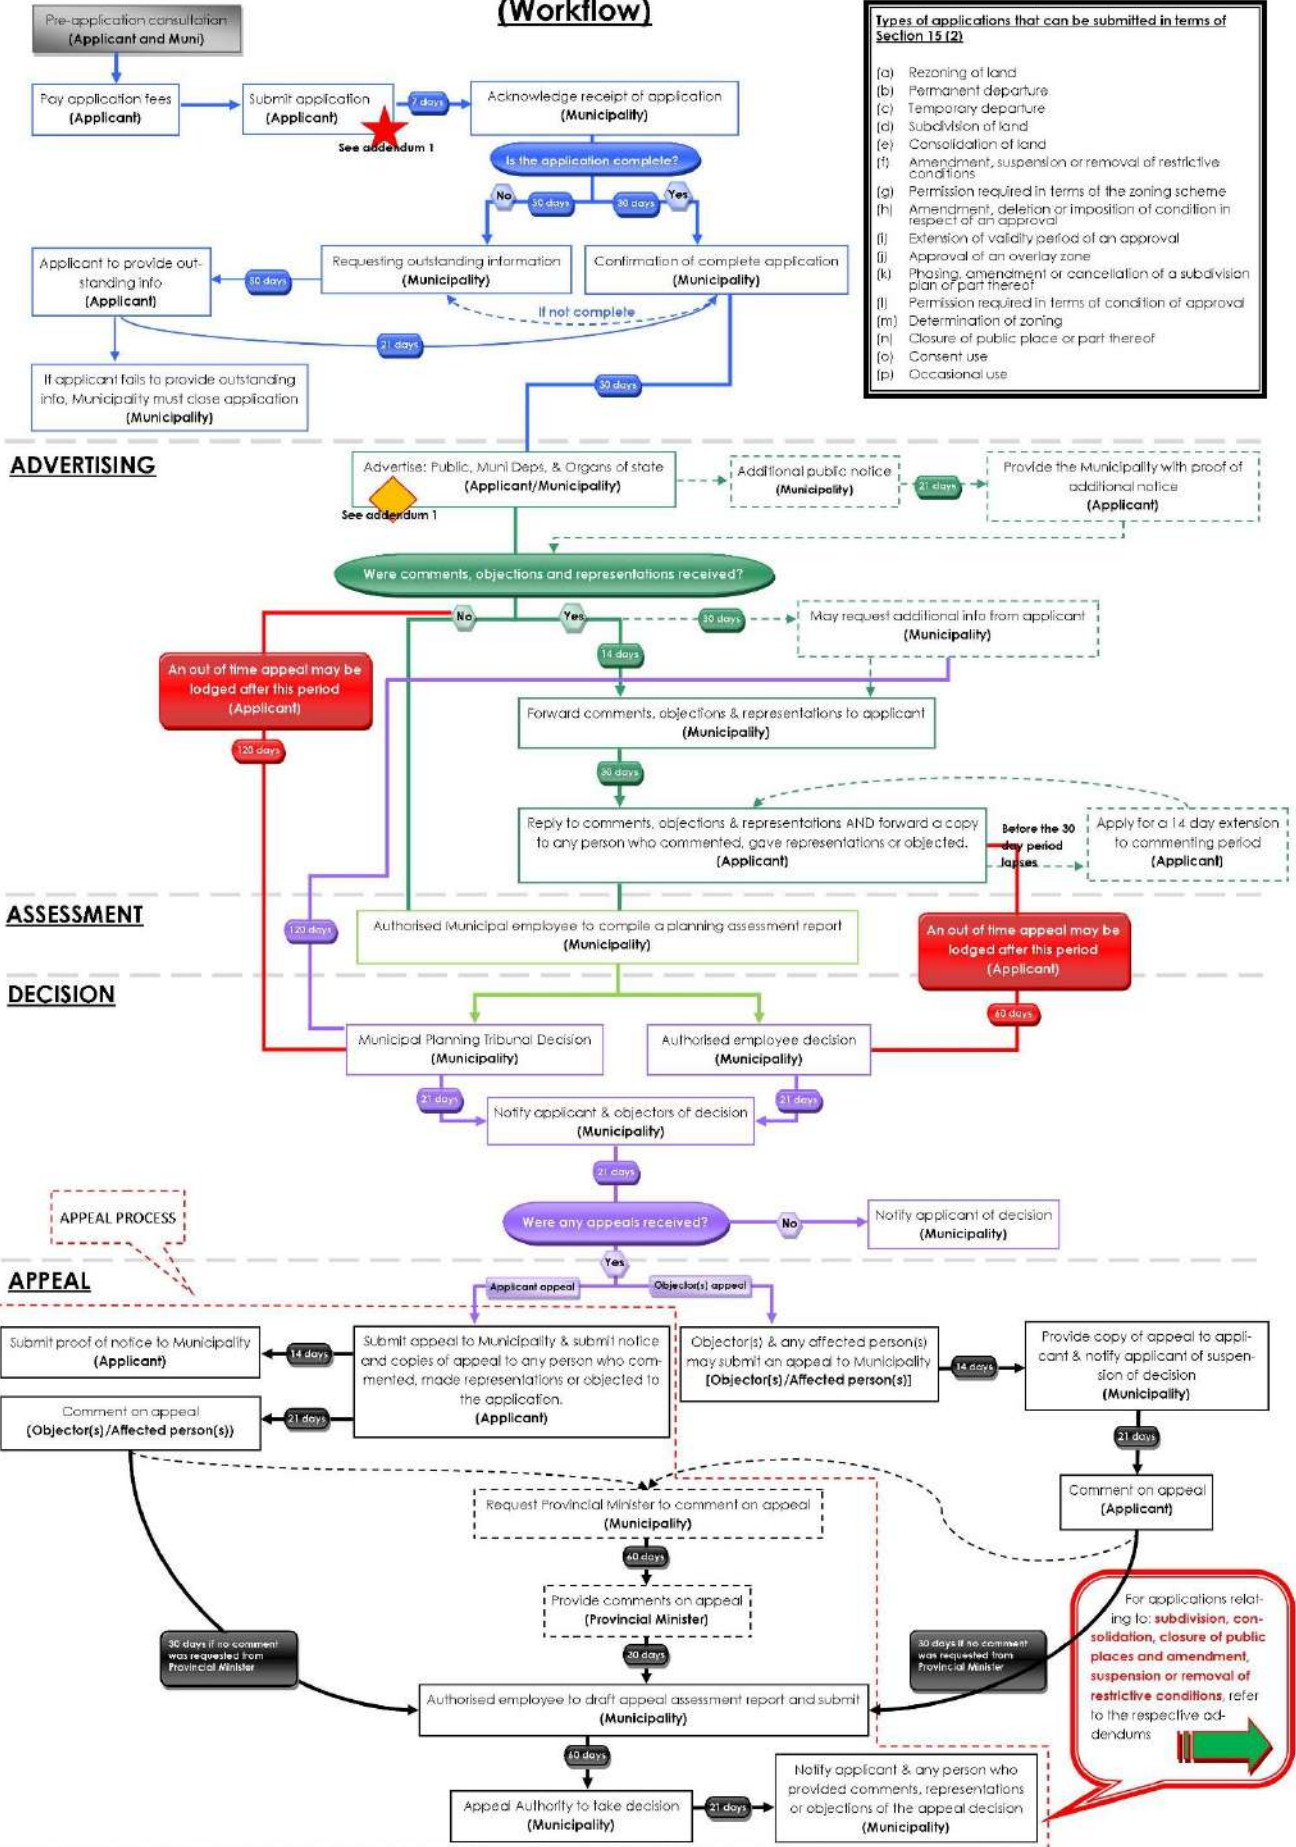 (Workflow)
Pre-application consultation
(Applicant and Muni)
Pay application fees
(Applicant)
Submit application
(Applicant)
See addendum 1
7 days
Acknowledge receipt of application
(Municipality)
Is the application complete?
No
30 days
30 days
Yes
Applicant to provide out-
standing info
(Applicant)
30 days
Requesting outstanding information
(Municipality)
Confirmation of complete application
(Municipality)
If not complete
21 days
If applicant fails to provide outstanding
info, Municipality must close application
(Municipality)
30 days
Types of applications that can be submitted in terms of
Section 15 (2)
(a) Rezoning of land
(b) Permanent departure
(c) Temporary departure
(d) Subdivision of land
(e) Consolidation of land
(f) Amendment, suspension or removal of restrictive
conditions
(g) Permission required in terms of the zoning scheme
(h) Amendment, deletion or imposition of condition in
respect of an approval
(i) Extension of validity period of an approval
(j) Approval of an overlay zone
(k) Phasing, amendment or cancellation of a subdivision
plan or part thereof
(l) Permission required in terms of condition of approval
(m) Determination of zoning
(n) Closure of public place or part thereof
(o) Consent use
(p) Occasional use
ADVERTISING
Advertise: Public, Muni Deps, & Organs of state
(Applicant/Municipality)
See addendum 1
Additional public notice
(Municipality)
21 days
Provide the Municipality with proof of
additional notice
(Applicant)
Were comments, objections and representations received?
No
Yes
30 days
May request additional info from applicant
(Municipality)
14 days
An out of time appeal may be
lodged after this period
(Applicant)
120 days
Forward comments, objections & representations to applicant
(Municipality)
30 days
Reply to comments, objections & representations AND forward a copy
to any person who commented, gave representations or objected.
(Applicant)
Before the 30
day period
lapses
Apply for a 14 day extension
to commenting period
(Applicant)
ASSESSMENT
120 days
Authorised Municipal employee to compile a planning assessment report
(Municipality)
An out of time appeal may be
lodged after this period
(Applicant)
60 days
DECISION
Municipal Planning Tribunal Decision
(Municipality)
Authorised employee decision
(Municipality)
21 days
21 days
Notify applicant & objectors of decision
(Municipality)
21 days
APPEAL PROCESS
Were any appeals received?
No
Notify applicant of decision
(Municipality)
Yes
APPEAL
Applicant appeal
Objector(s) appeal
Submit proof of notice to Municipality
(Applicant)
14 days
Submit appeal to Municipality & submit notice
and copies of appeal to any person who com-
mented, made representations or objected to
the application.
(Applicant)
Objector(s) & any affected person(s)
may submit an appeal to Municipality
[Objector(s)/Affected person(s)]
14 days
Provide copy of appeal to appli-
cant & notify applicant of suspen-
sion of decision
(Municipality)
Comment on appeal
(Objector(s)/Affected person(s))
21 days
21 days
Request Provincial Minister to comment on appeal
(Municipality)
Comment on appeal
(Applicant)
60 days
Provide comments on appeal
(Provincial Minister)
30 days
30 days if no comment
was requested from
Provincial Minister
30 days if no comment
was requested from
Provincial Minister
For applications relat-
ing to: subdivision, con-
solidation, closure of public
places and amendment,
suspension or removal of
restrictive conditions, refer
to the respective ad-
dendums
Authorised employee to draft appeal assessment report and submit
(Municipality)
60 days
Appeal Authority to take decision
(Municipality)
21 days
Notify applicant & any person who
provided comments, representations
or objections of the appeal decision
(Municipality)